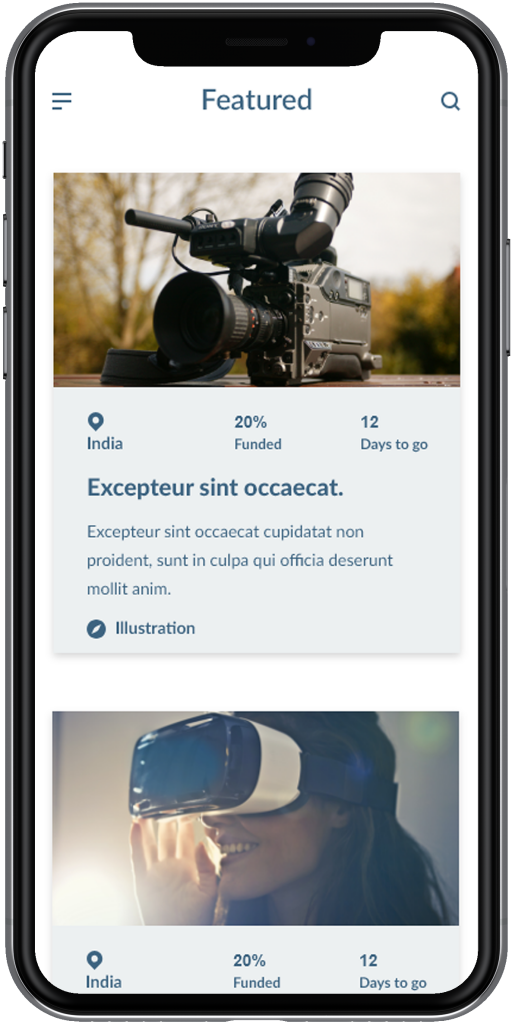 Featured
India
20%
Funded
12
Days to go
Excepteur sint occaecat.
Excepteur sint occaecat cupidatat non
proident, sunt in culpa qui officia deserunt
mollit anim.
Illustration
India
20%
Funded
12
Days to go